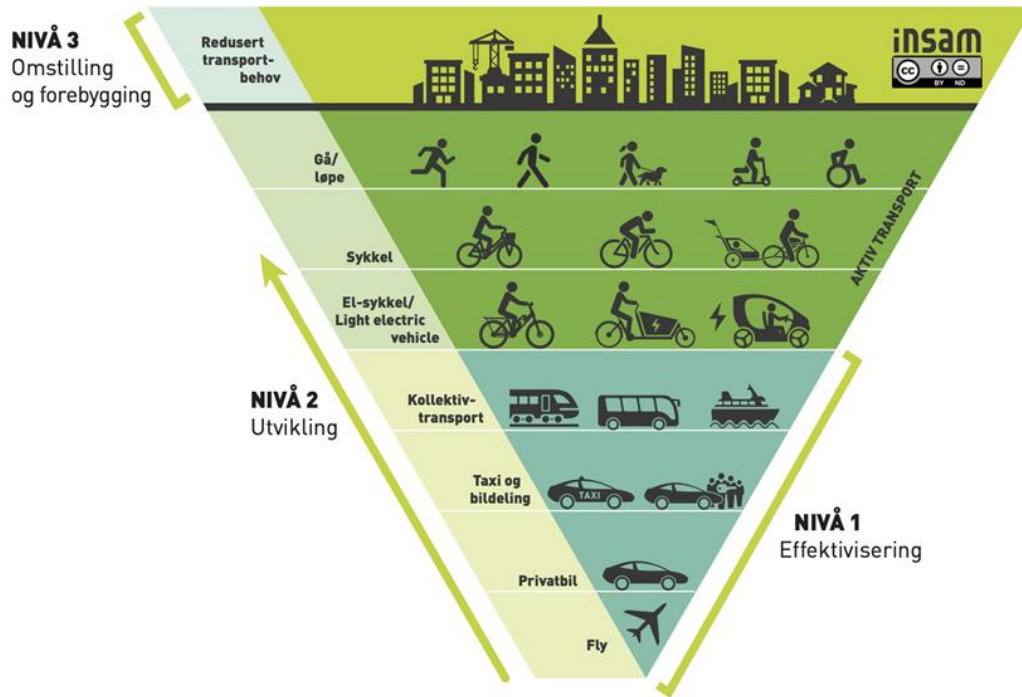 NIVÅ 3
Omstilling
og forebygging
Redusert
transport-
behov
insam
CC
BY ND
Gå/
løpe
Sykkel
AKTIV TRANSPORT
El-sykkel/
Light electric
vehicle
NIVÅ 2
Utvikling
Kollektiv-
transport
Taxi og
bildeling
TAXI
NIVÅ 1
Effektivisering
Privatbil
Fly